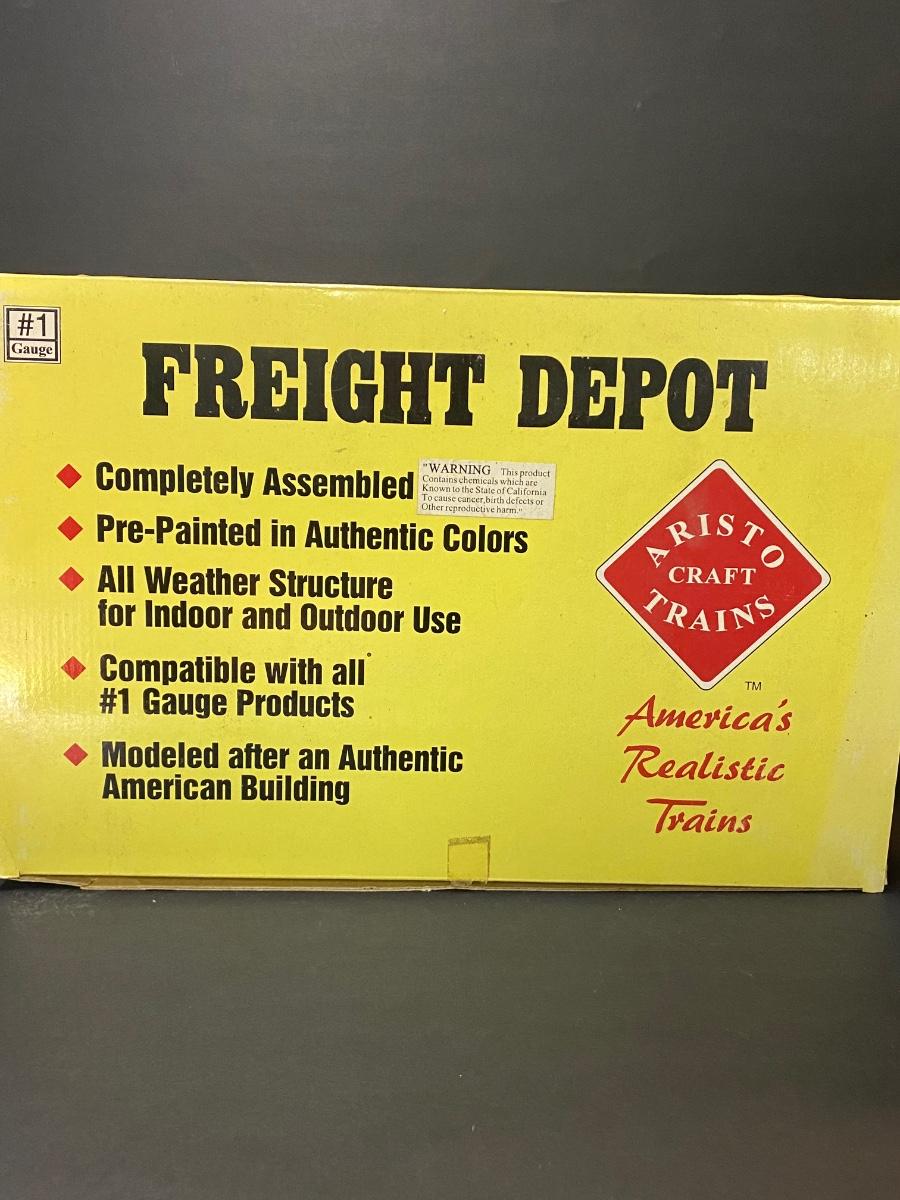 #1
Gauge
FREIGHT DEPOT
Completely Assembled
"WARNING This product
Contains chemicals which are
Known to the State of California
To cause cancer,birth defects or
Other reproductive harm."
Pre-Painted in Authentic Colors
All Weather Structure
for Indoor and Outdoor Use
Compatible with all
#1 Gauge Products
Modeled after an Authentic
American Building
ARISTO
CRAFT
TRAINS
TM
America's
Realistic
Trains